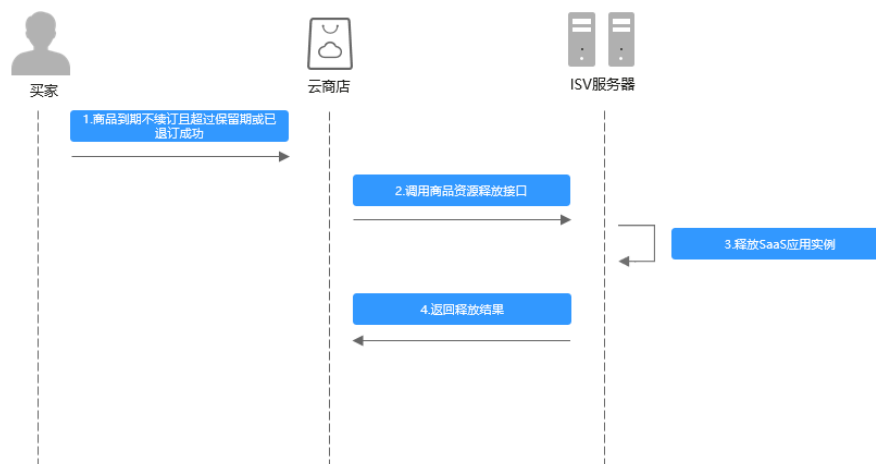 买家
云商店
ISV服务器
1.商品到期不续订且超过保留期或已
退订成功
2.调用商品资源释放接口
3.释放SaaS应用实例
4.返回释放结果